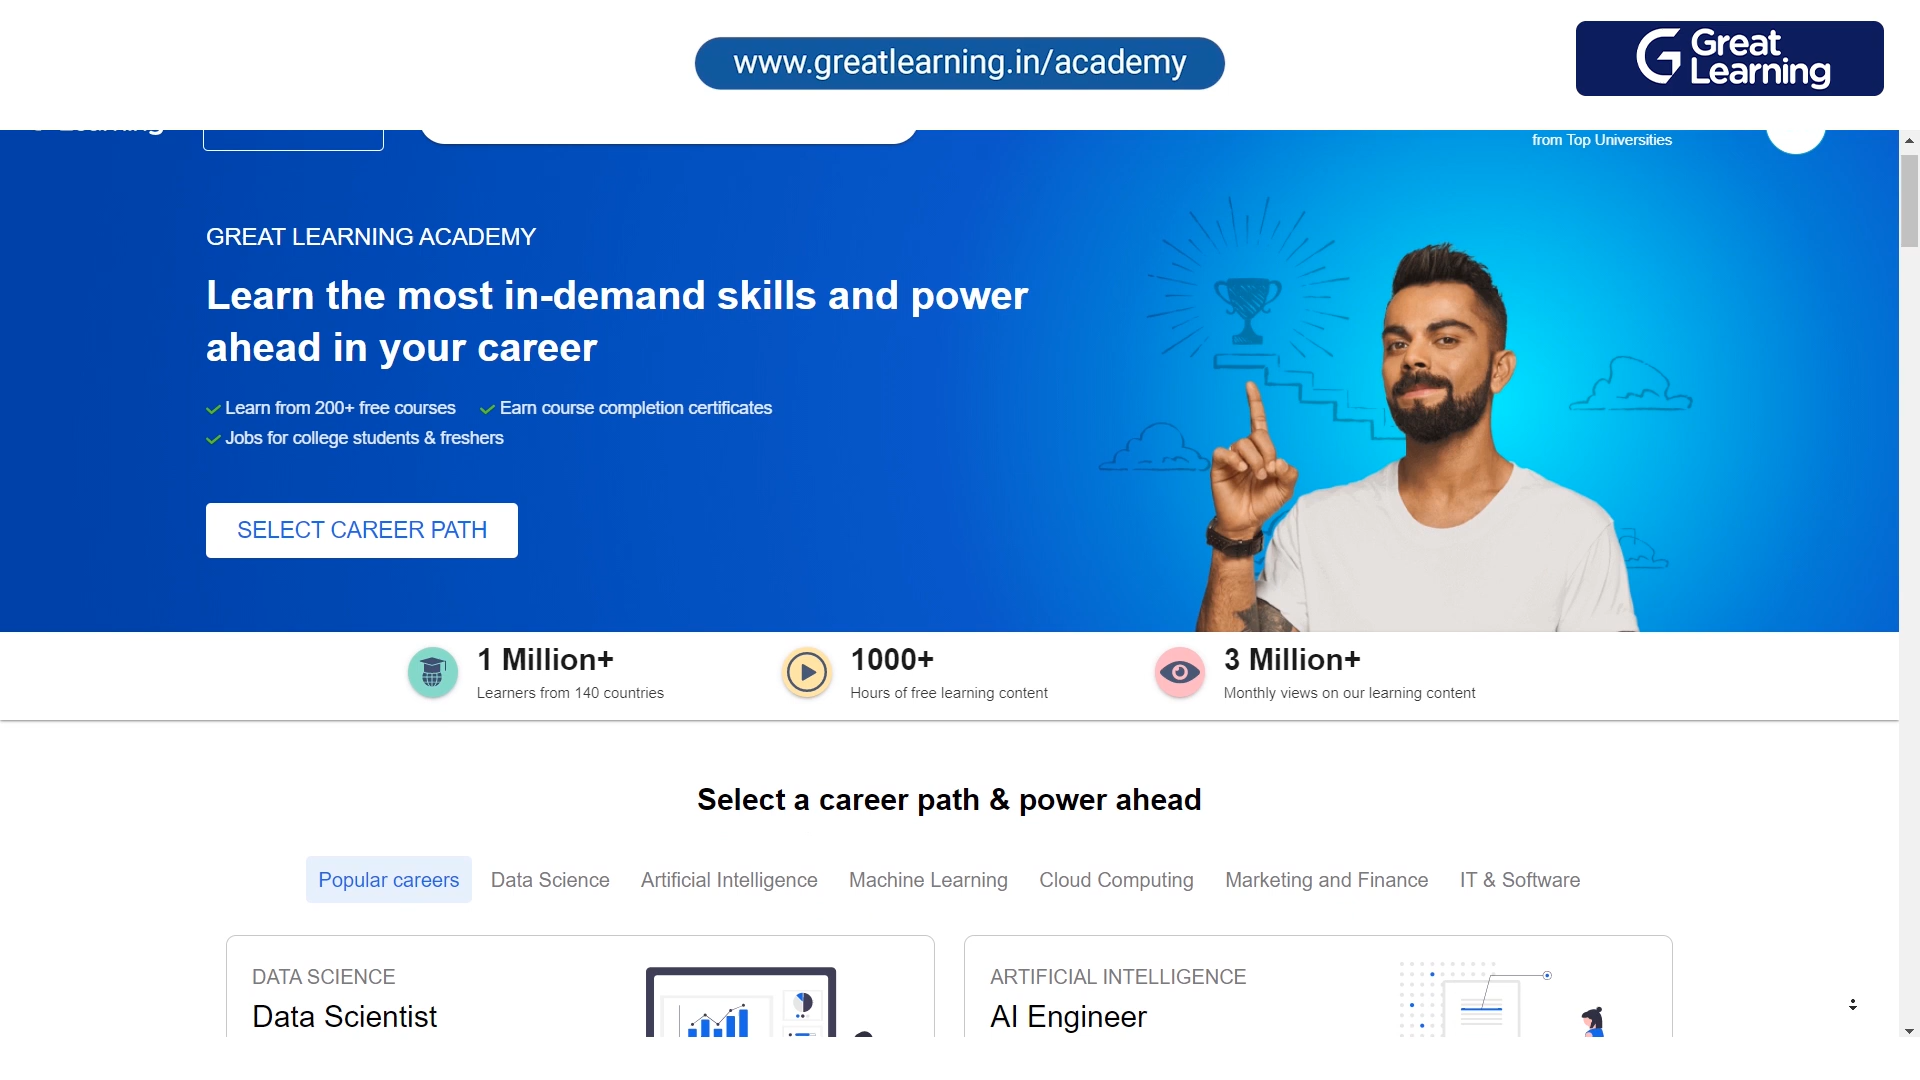 www.greatlearning.in/academy
Great
Learning
from Top Universities
GREAT LEARNING ACADEMY
Learn the most in-demand skills and power
ahead in your career
Learn from 200+ free courses Earn course completion certificates
Jobs for college students & freshers
SELECT CAREER PATH
1 Million+ 1000+ 3 Million+
Learners from 140 countries Hours of free learning content Monthly views on our learning content
Select a career path & power ahead
Popular careers Data Science Artificial Intelligence Machine Learning Cloud Computing Marketing and Finance IT & Software
DATA SCIENCE ARTIFICIAL INTELLIGENCE
Data Scientist AI Engineer